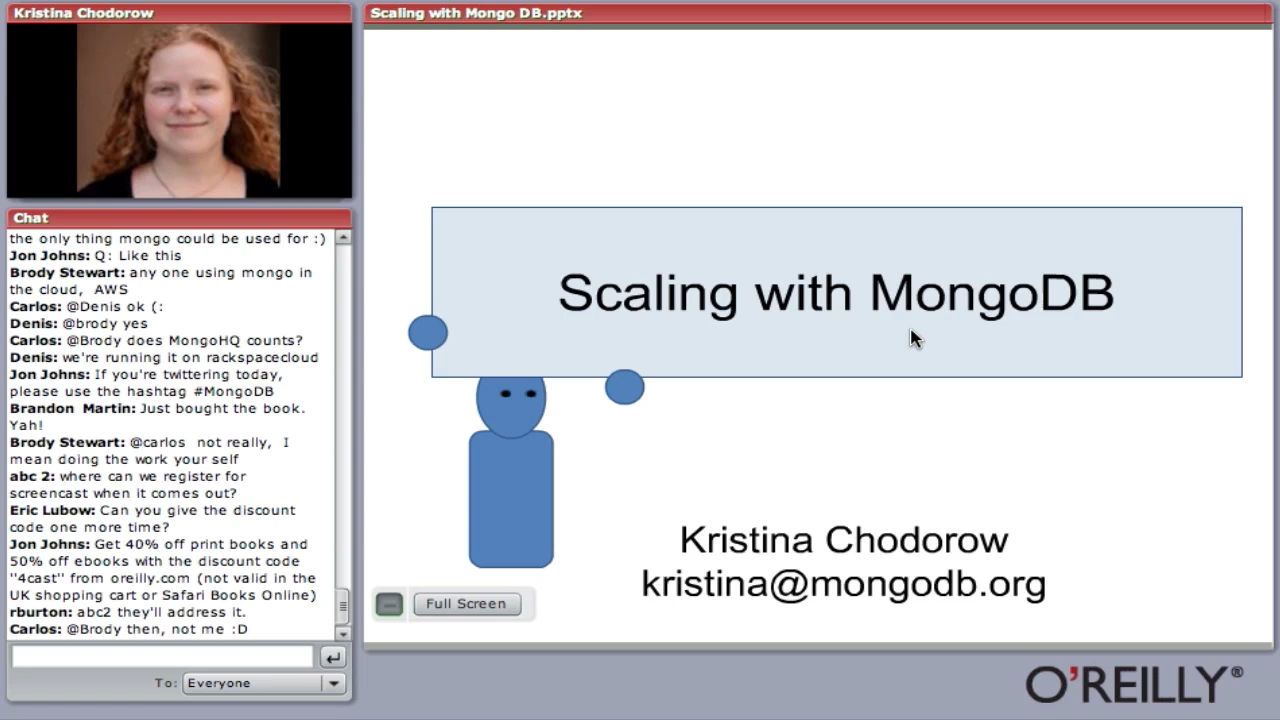 Kristina Chodorow
Scaling with Mongo DB.pptx
Chat
the only thing mongo could be used for :)
Jon Johns: Q: Like this
Brody Stewart: any one using mongo in
the cloud, AWS
Carlos: @Denis ok (:
Denis: @brody yes
Carlos: @Brody does MongoHQ counts?
Denis: we're running it on rackspacecloud
Jon Johns: If you're twittering today,
please use the hashtag #MongoDB
Brandon Martin: Just bought the book.
Yah!
Brody Stewart: @carlos not really, I
mean doing the work your self
abc 2: where can we register for
screencast when it comes out?
Eric Lubow: Can you give the discount
code one more time?
Jon Johns: Get 40% off print books and
50% off ebooks with the discount code
"4cast" from oreilly.com (not valid in the
UK shopping cart or Safari Books Online)
rburton: abc2 they'll address it.
Carlos: @Brody then, not me :D
To: Everyone
Scaling with MongoDB
Kristina Chodorow
kristina@mongodb.org
Full Screen
O'REILLY®